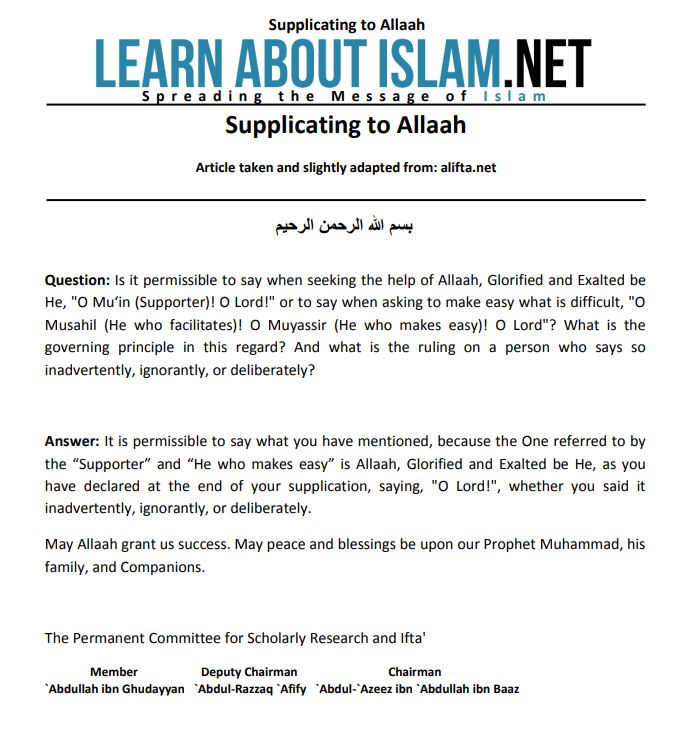 Supplicating to Allaah
LEARN ABOUT ISLAM.NET
Spreading the Message of Islam
Supplicating to Allaah
Article taken and slightly adapted from: alifta.net
بسم الله الرحمن الرحيم
Question: Is it permissible to say when seeking the help of Allaah, Glorified and Exalted be
He, "O Mu‘in (Supporter)! O Lord!" or to say when asking to make easy what is difficult, "O
Musahil (He who facilitates)! O Muyassir (He who makes easy)! O Lord"? What is the
governing principle in this regard? And what is the ruling on a person who says so
inadvertently, ignorantly, or deliberately?
Answer: It is permissible to say what you have mentioned, because the One referred to by
the “Supporter” and “He who makes easy” is Allaah, Glorified and Exalted be He, as you
have declared at the end of your supplication, saying, "O Lord!", whether you said it
inadvertently, ignorantly, or deliberately.
May Allaah grant us success. May peace and blessings be upon our Prophet Muhammad, his
family, and Companions.
The Permanent Committee for Scholarly Research and Ifta'
Member Deputy Chairman Chairman
`Abdullah ibn Ghudayyan `Abdul-Razzaq `Afify `Abdul-`Azeez ibn `Abdullah ibn Baaz